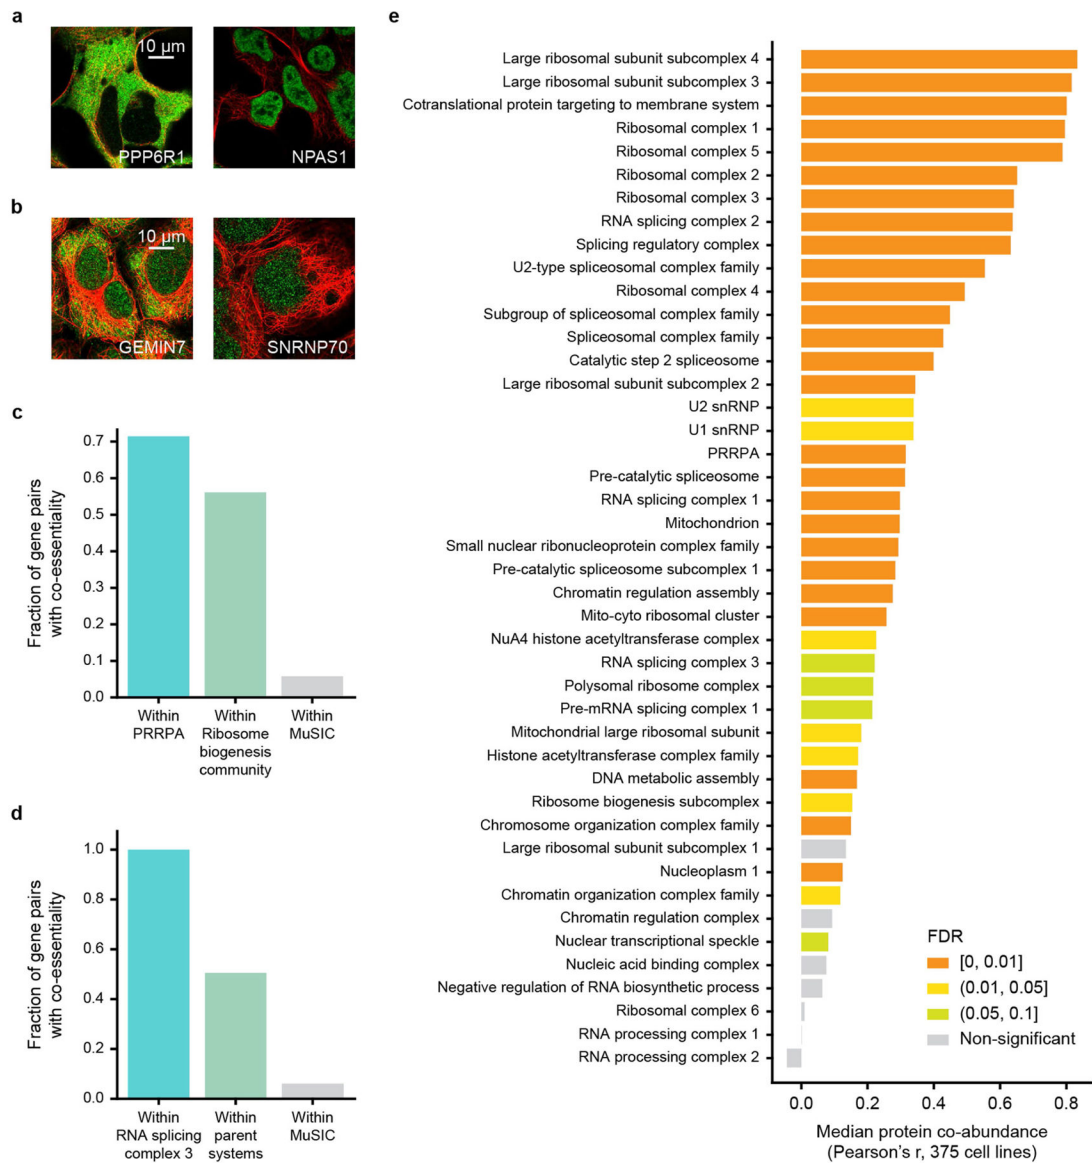 a
10 µm
PPP6R1
NPAS1
b
10 µm
GEMIN7
SNRNP70
c
Fraction of gene pairs
with co-essentiality
0.7
0.6
0.5
0.4
0.3
0.2
0.1
0.0
Within
PRRPA
Within
Ribosome
biogenesis
community
Within
MuSIC
d
Fraction of gene pairs
with co-essentiality
1.0
0.8
0.6
0.4
0.2
0.0
Within
RNA splicing
complex 3
Within
parent
systems
Within
MuSIC
e
Large ribosomal subunit subcomplex 4
Large ribosomal subunit subcomplex 3
Cotranslational protein targeting to membrane system
Ribosomal complex 1
Ribosomal complex 5
Ribosomal complex 2
Ribosomal complex 3
RNA splicing complex 2
Splicing regulatory complex
U2-type spliceosomal complex family
Ribosomal complex 4
Subgroup of spliceosomal complex family
Spliceosomal complex family
Catalytic step 2 spliceosome
Large ribosomal subunit subcomplex 2
U2 snRNP
U1 snRNP
PRRPA
Pre-catalytic spliceosome
RNA splicing complex 1
Mitochondrion
Small nuclear ribonucleoprotein complex family
Pre-catalytic spliceosome subcomplex 1
Chromatin regulation assembly
Mito-cyto ribosomal cluster
NuA4 histone acetyltransferase complex
RNA splicing complex 3
Polysomal ribosome complex
Pre-mRNA splicing complex 1
Mitochondrial large ribosomal subunit
Histone acetyltransferase complex family
DNA metabolic assembly
Ribosome biogenesis subcomplex
Chromosome organization complex family
Large ribosomal subunit subcomplex 1
Nucleoplasm 1
Chromatin organization complex family
Chromatin regulation complex
Nuclear transcriptional speckle
Nucleic acid binding complex
Negative regulation of RNA biosynthetic process
Ribosomal complex 6
RNA processing complex 1
RNA processing complex 2
FDR
[0, 0.01]
(0.01, 0.05]
(0.05, 0.1]
Non-significant
0.0
0.2
0.4
0.6
0.8
Median protein co-abundance
(Pearson's r, 375 cell lines)